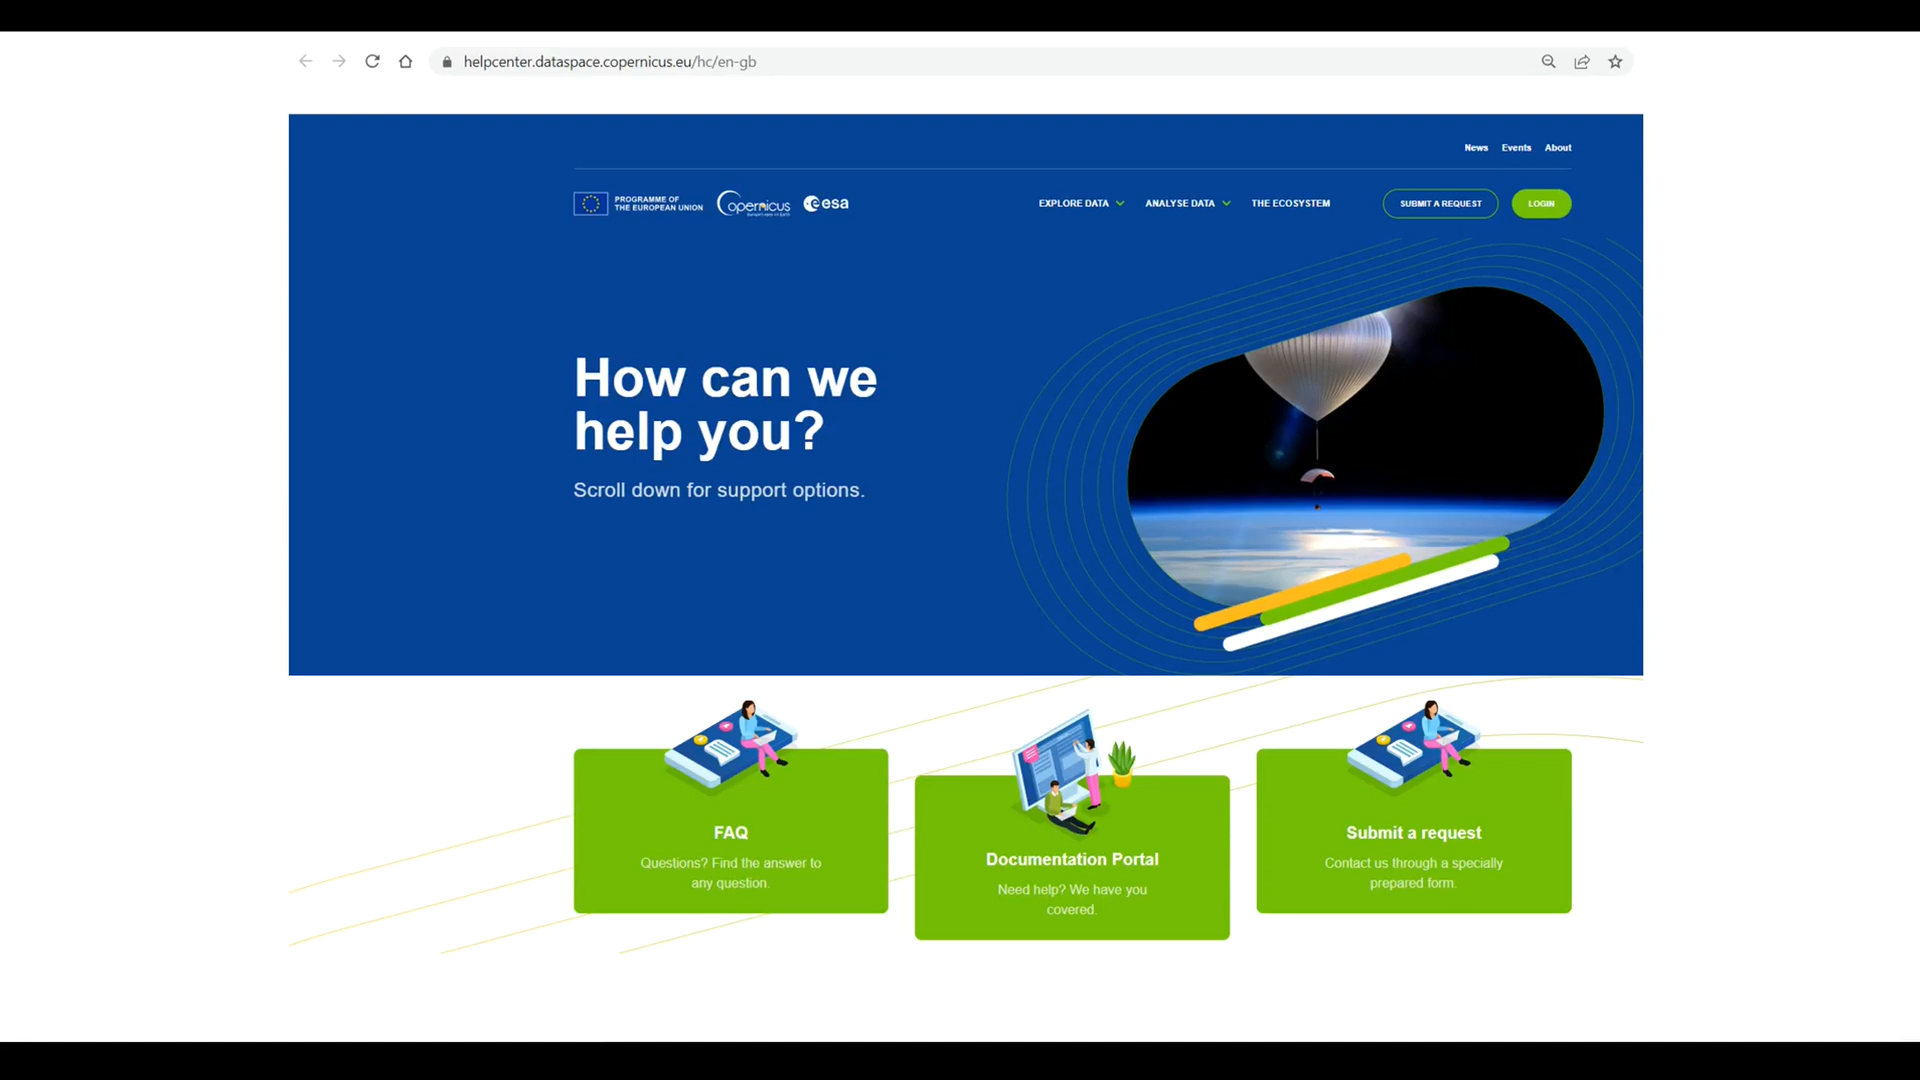 helpcenter.dataspace.copernicus.eu/hc/en-gb
News Events About
PROGRAMME OF
THE EUROPEAN UNION
opernicus
esa
EXPLORE DATA
ANALYSE DATA
THE ECOSYSTEM
SUBMIT A REQUEST
LOGIN
How can we
help you?
Scroll down for support options.
FAQ
Questions? Find the answer to
any question.
Documentation Portal
Need help? We have you
covered.
Submit a request
Contact us through a specially
prepared form.